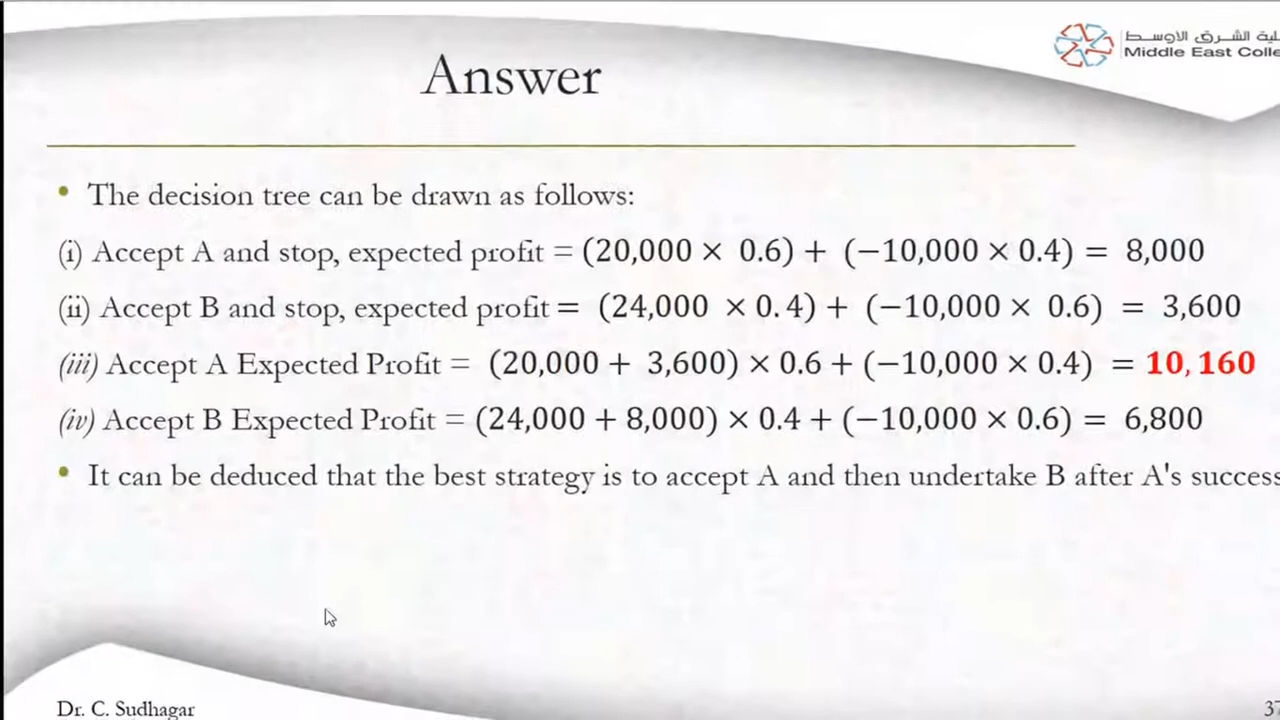 كلية الشرق الاوسط
Middle East Colle
Answer
• The decision tree can be drawn as follows:
(i) Accept A and stop, expected profit = (20,000 × 0.6) + (−10,000 × 0.4) = 8,000
(ii) Accept B and stop, expected profit = (24,000 × 0.4) + (−10,000 × 0.6) = 3,600
(iii) Accept A Expected Profit = (20,000 + 3,600) × 0.6 + (−10,000 × 0.4) = 10,160
(iv) Accept B Expected Profit = (24,000 + 8,000) × 0.4 + (−10,000 × 0.6) = 6,800
• It can be deduced that the best strategy is to accept A and then undertake B after A's success
Dr. C. Sudhagar
37